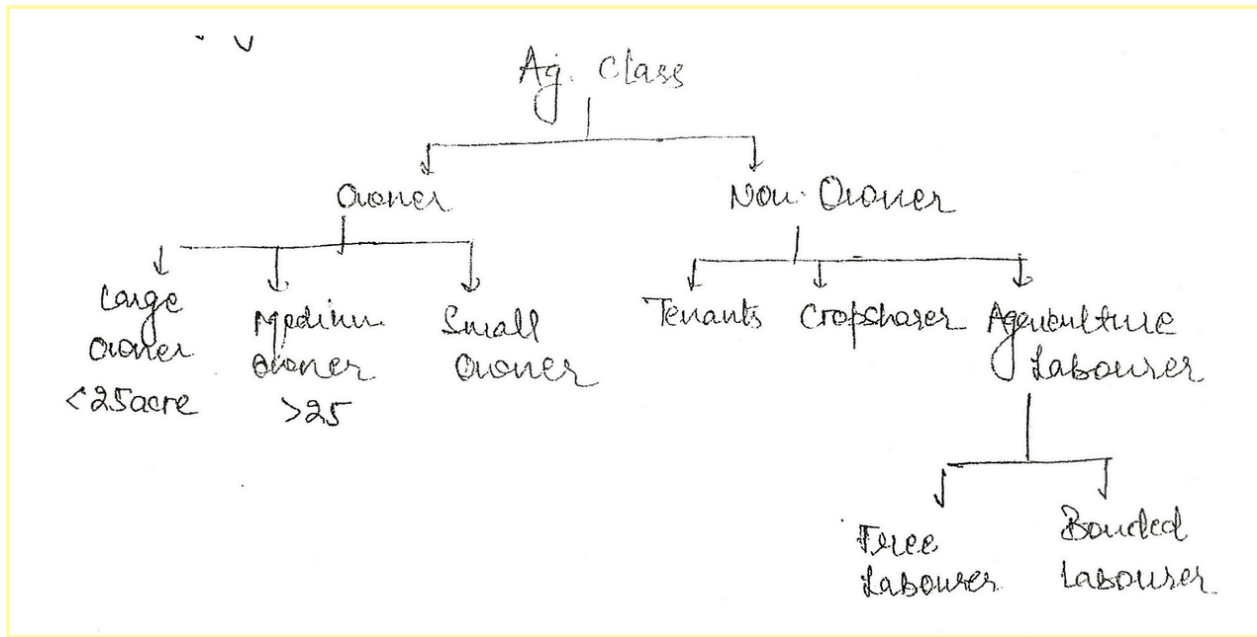 Ag. Class
Owner
Non. Owner
Large
Owner
<25acre
Medium
Owner
>25
Small
Owner
Tenants
Cropsharer
Agriculture
Labourer
Free
Labourer
Bonded
Labourer.